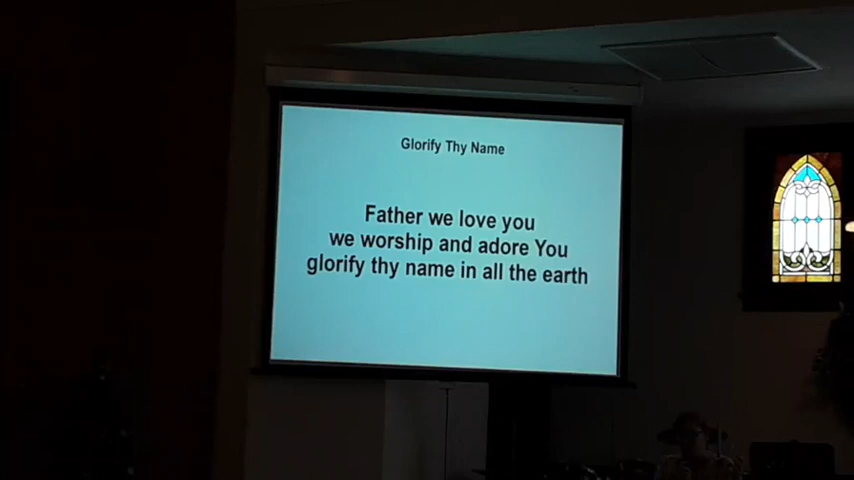 Glorify Thy Name
Father we love you
we worship and adore You
glorify thy name in all the earth